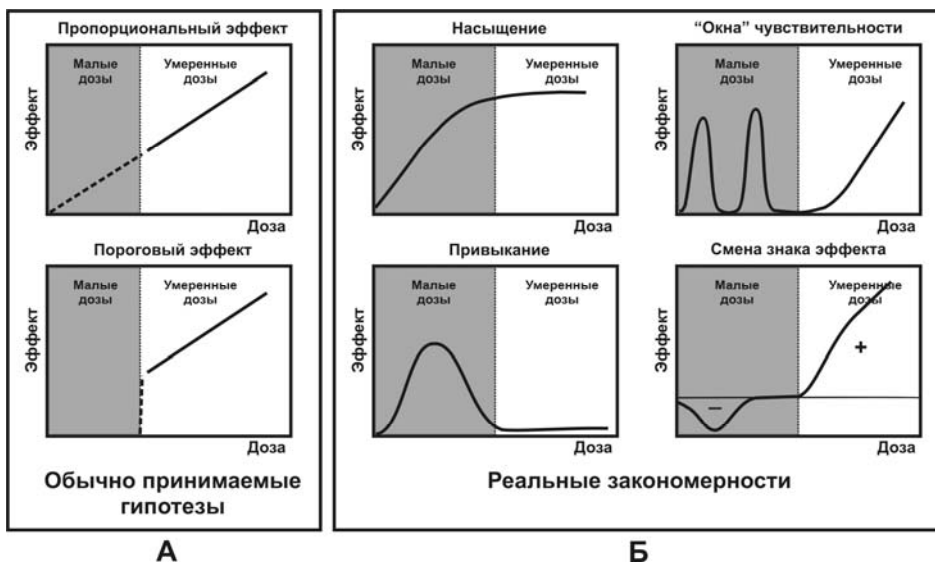 Пропорциональный эффект
Малые
дозы
Умеренные
дозы
Эффект
Доза
Пороговый эффект
Малые
дозы
Умеренные
дозы
Эффект
Доза
Обычно принимаемые
гипотезы
А
Насыщение
Малые
дозы
Умеренные
дозы
Эффект
Доза
“Окна” чувствительности
Малые
дозы
Умеренные
дозы
Эффект
Доза
Привыкание
Малые
дозы
Умеренные
дозы
Эффект
Доза
Смена знака эффекта
Малые
дозы
Умеренные
дозы
+
–
Эффект
Доза
Реальные закономерности
Б